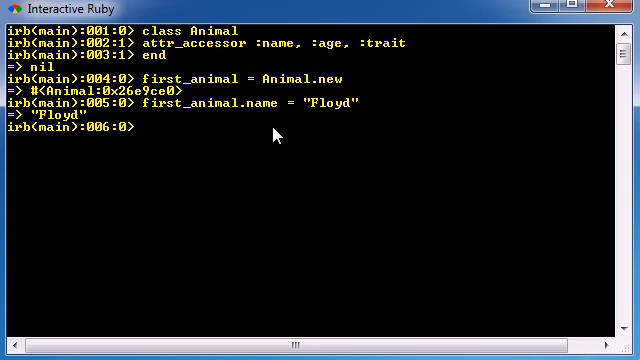 Interactive Ruby
irb(main):001:0> class Animal
irb(main):002:1> attr_accessor :name, :age, :trait
irb(main):003:1> end
=> nil
irb(main):004:0> first_animal = Animal.new
=> #<Animal:0x26e9ce0>
irb(main):005:0> first_animal.name = "Floyd"
=> "Floyd"
irb(main):006:0>